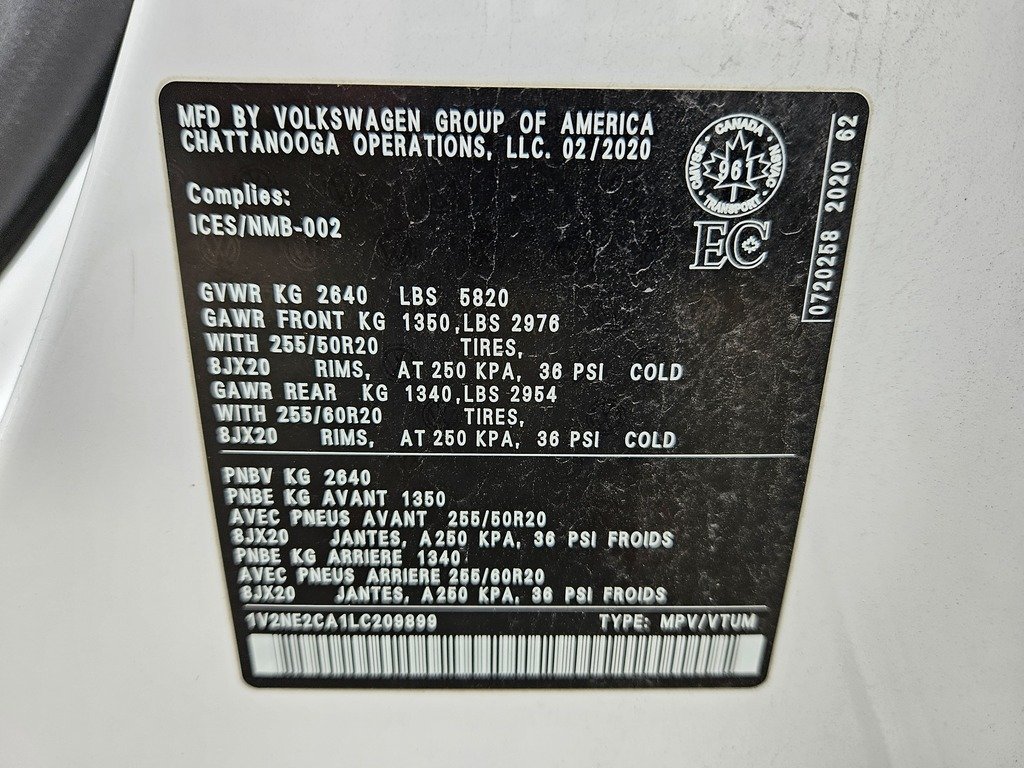 MFD BY VOLKSWAGEN GROUP OF AMERICA
CHATTANOOGA OPERATIONS, LLC. 02/2020
Complies:
ICES/NMB-002
CANADA
CMVSS NSVAC
961
TRANSPORT
EC
0720258 2020 62
GVWR KG 2640 LBS 5820
GAWR FRONT KG 1350, LBS 2976
WITH 255/50R20 TIRES,
8JX20 RIMS, AT 250 KPA, 36 PSI COLD
GAWR REAR KG 1340, LBS 2954
WITH 255/60R20 TIRES,
8JX20 RIMS, AT 250 KPA, 36 PSI COLD
PNBV KG 2640
PNBE KG AVANT 1350
AVEC PNEUS AVANT 255/50R20
8JX20 JANTES, A 250 KPA, 36 PSI FROIDS
PNBE KG ARRIERE 1340
AVEC PNEUS ARRIERE 255/60R20
8JX20 JANTES, A 250 KPA, 36 PSI FROIDS
1V2NE2CA1LC209899 TYPE: MPV/VTUM